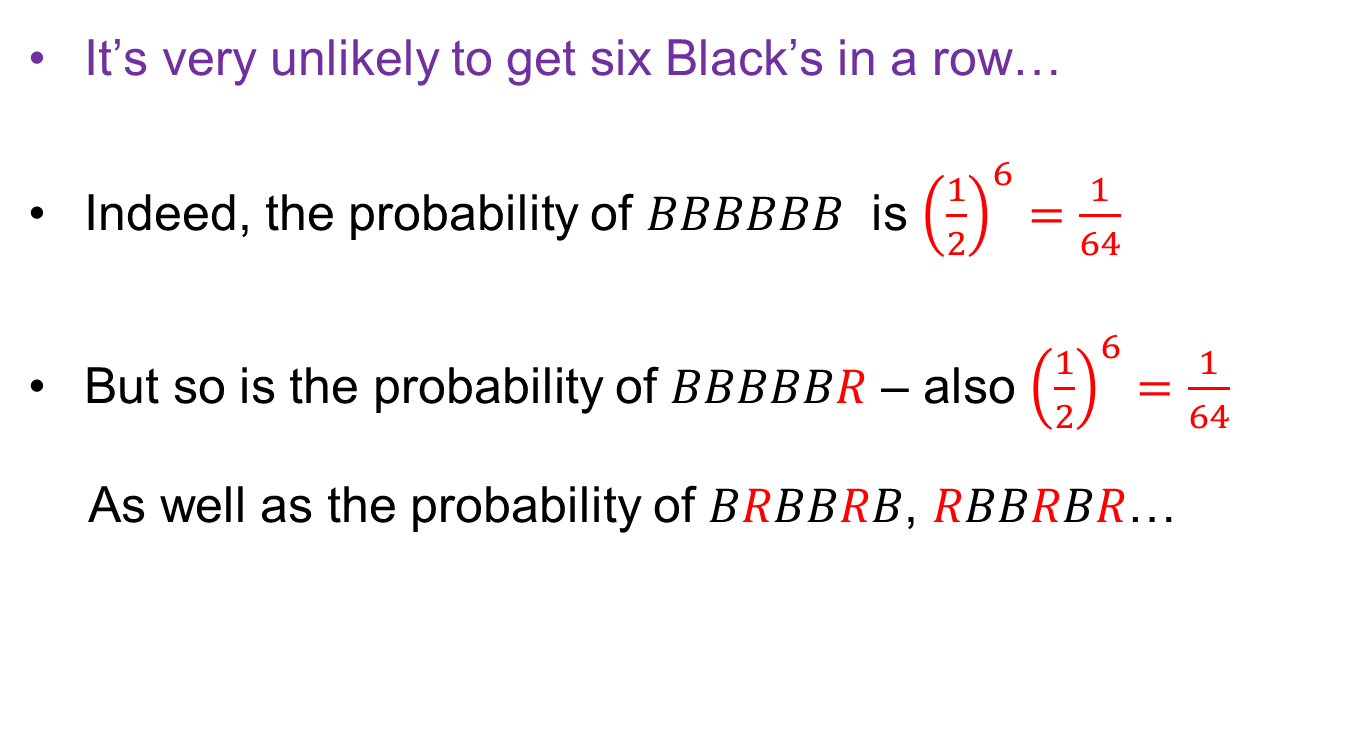 • It’s very unlikely to get six Black’s in a row…
• Indeed, the probability of BBBBBB is (1/2)^6 = 1/64
• But so is the probability of BBBBBR – also (1/2)^6 = 1/64
As well as the probability of BRBBRB, RBBRBR…